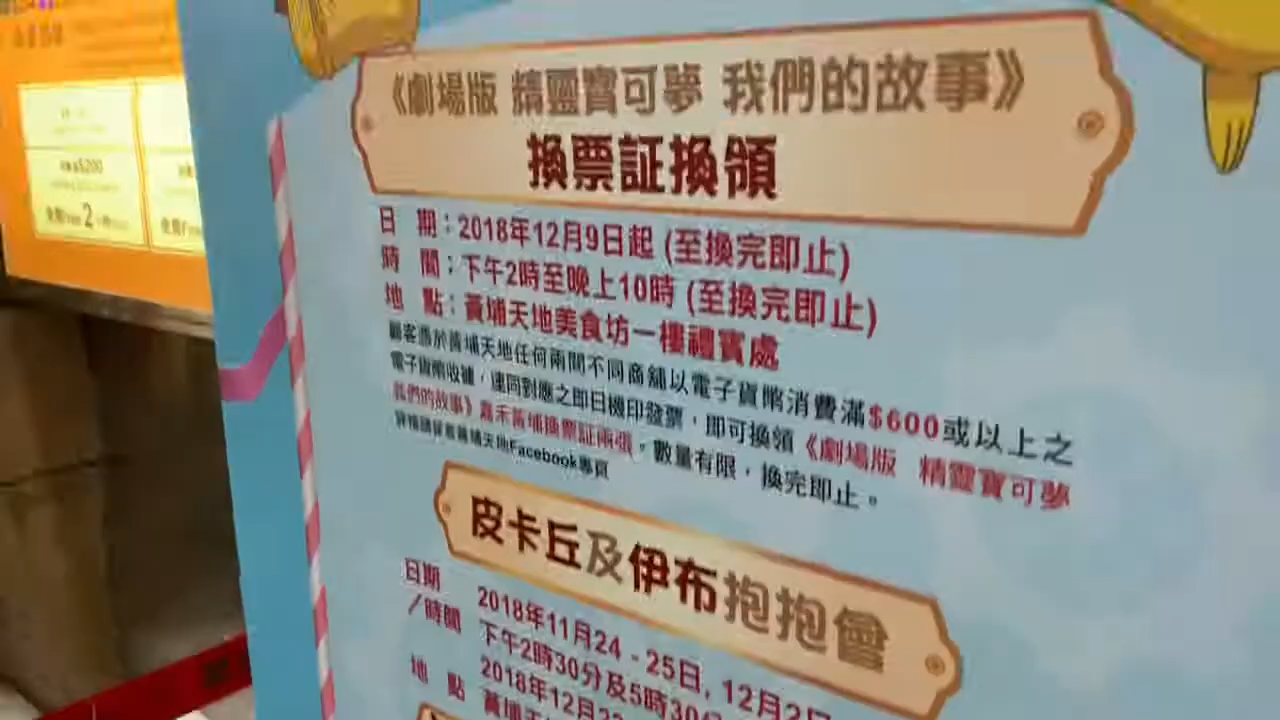 《劇場版 精靈寶可夢 我們的故事》
換票証換領
日 期：2018年12月9日起 (至換完即止)
時 間：下午2時至晚上10時 (至換完即止)
地 點：黃埔天地美食坊一樓禮賓處
顧客憑於黃埔天地任何兩間不同商舖以電子貨幣消費滿$600或以上之
電子貨幣收據，連同對應之即日機印發票，即可換領《劇場版 精靈寶可夢
我們的故事》嘉禾黃埔換票証兩張。數量有限，換完即止。
詳情請留意黃埔天地Facebook專頁
皮卡丘及伊布抱抱會
日期
/時間
2018年11月24 - 25日, 12月2日
下午2時30分及5時30分
2018年12月22
地 點
黃埔天